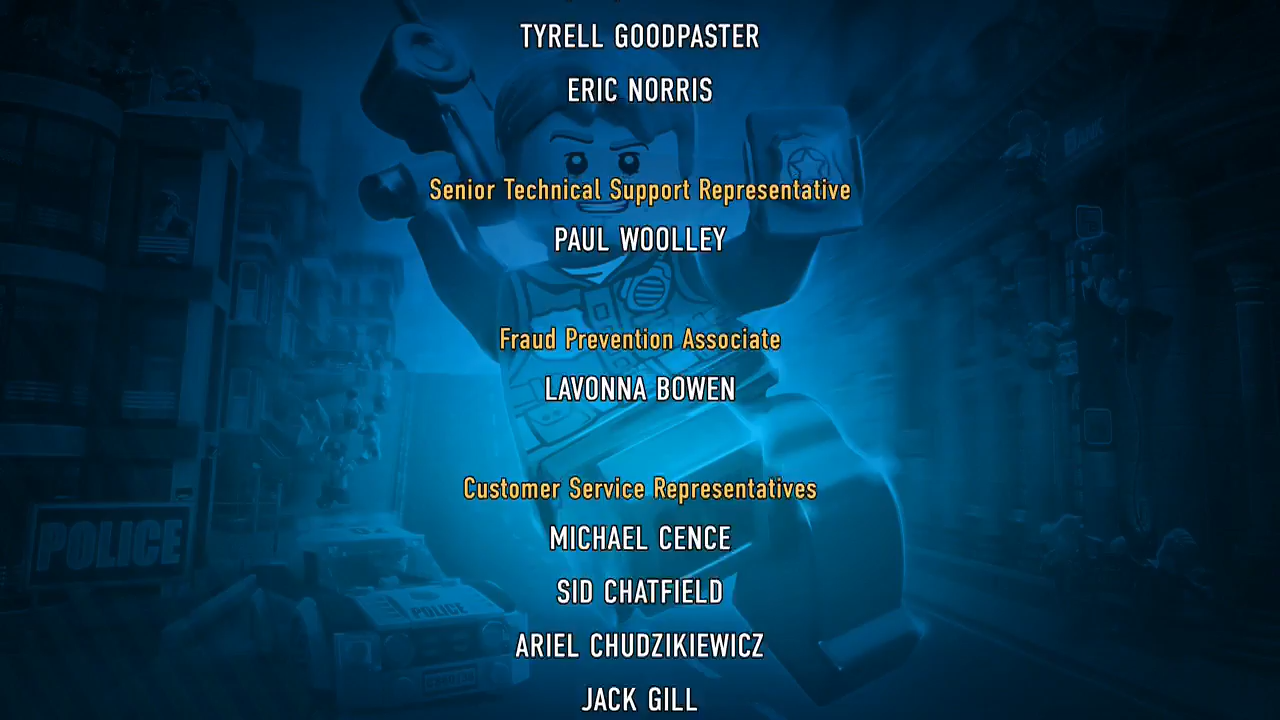 TYRELL GOODPASTER
ERIC NORRIS
Senior Technical Support Representative
PAUL WOOLLEY
Fraud Prevention Associate
LAVONNA BOWEN
Customer Service Representatives
MICHAEL CENCE
SID CHATFIELD
ARIEL CHUDZIKIEWICZ
JACK GILL
POLICE
POLICE